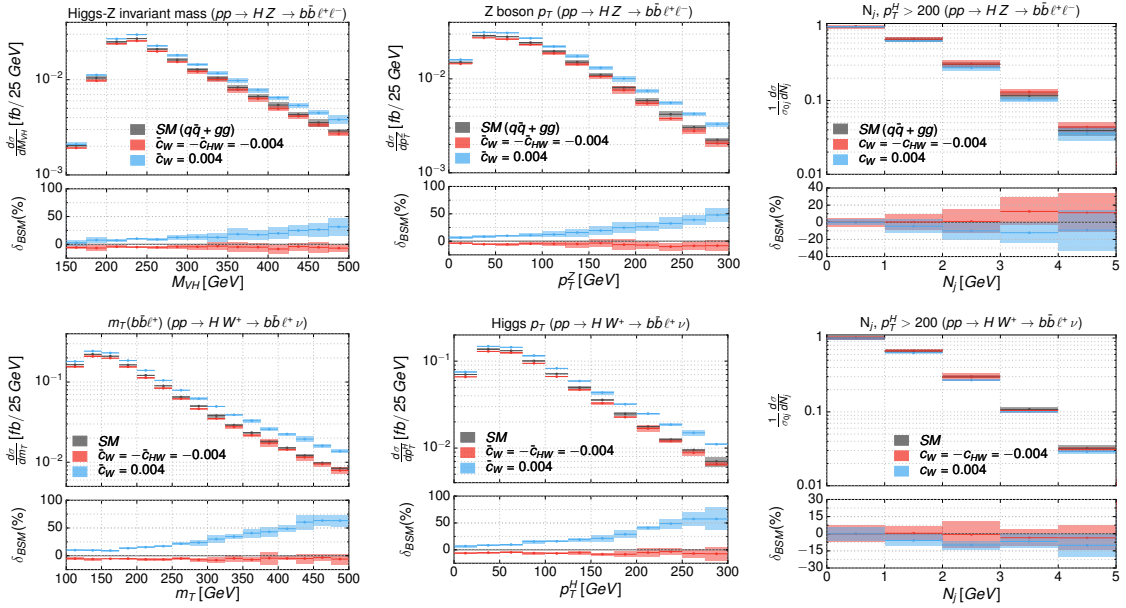 Higgs-Z invariant mass (pp → H Z → bb̄ ℓ⁺ℓ⁻)
dσ/dM_VH [fb/ 25 GeV]
10⁻²
10⁻³
SM (qq̄ + gg)
c̄_W = −c̄_HW = −0.004
c̄_W = 0.004
δ_BSM(%)
100
50
0
150 200 250 300 350 400 450 500
M_VH [GeV]
Z boson p_T (pp → H Z → bb̄ ℓ⁺ℓ⁻)
dσ/dp_T^Z [fb/ 25 GeV]
10⁻²
10⁻³
SM (qq̄ + gg)
c̄_W = −c̄_HW = −0.004
c̄_W = 0.004
δ_BSM(%)
100
50
0
0 50 100 150 200 250 300
p_T^Z [GeV]
N_j, p_T^H > 200 (pp → H Z → bb̄ ℓ⁺ℓ⁻)
1/σ_0j dσ/dN_j
1
0.1
0.01
SM (qq̄ + gg)
c_W = −c_HW = −0.004
c_W = 0.004
δ_BSM(%)
40
20
0
−20
−40
0 1 2 3 4 5
N_j [GeV]
m_T(bb̄ ℓ⁺) (pp → H W⁺ → bb̄ ℓ⁺ ν)
dσ/dm_T [fb/ 25 GeV]
10⁻¹
10⁻²
SM
c̄_W = −c̄_HW = −0.004
c̄_W = 0.004
δ_BSM(%)
100
50
0
100 150 200 250 300 350 400 450 500
m_T [GeV]
Higgs p_T (pp → H W⁺ → bb̄ ℓ⁺ ν)
dσ/dp_T^H [fb/ 25 GeV]
10⁻¹
10⁻²
SM
c̄_W = −c̄_HW = −0.004
c̄_W = 0.004
δ_BSM(%)
100
50
0
0 50 100 150 200 250 300
p_T^H [GeV]
N_j, p_T^H > 200 (pp → H W⁺ → bb̄ ℓ⁺ ν)
1/σ_0j dσ/dN_j
1
0.1
0.01
SM
c_W = −c_HW = −0.004
c_W = 0.004
δ_BSM(%)
30
15
0
−15
−30
0 1 2 3 4 5
N_j [GeV]